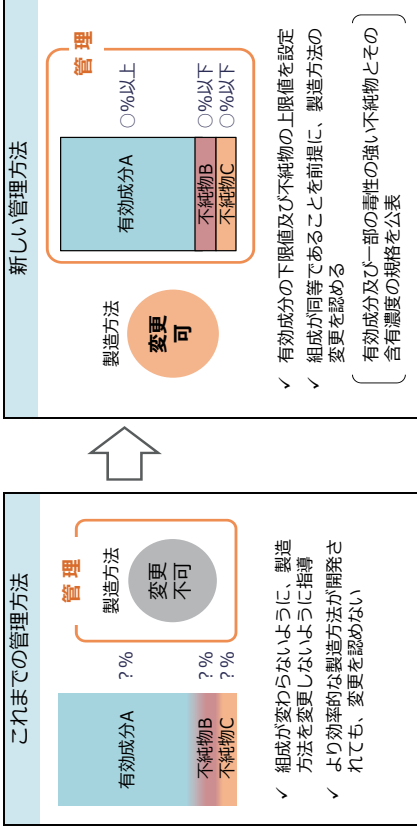 これまでの管理方法
管 理
製造方法
変更
不可
有効成分A
?%
不純物B
?%
不純物C
?%
✓ 組成が変わらないように、製造
方法を変更しないように指導
✓ より効率的な製造方法が開発さ
れても、変更を認めない
新しい管理方法
管 理
製造方法
変更
可
有効成分A
○%以上
不純物B
○%以下
不純物C
○%以下
✓ 有効成分の下限値及び不純物の上限値を設定
✓ 組成が同等であることを前提に、製造方法の
変更を認める
有効成分及び一部の毒性の強い不純物とその
含有濃度の規格を公表